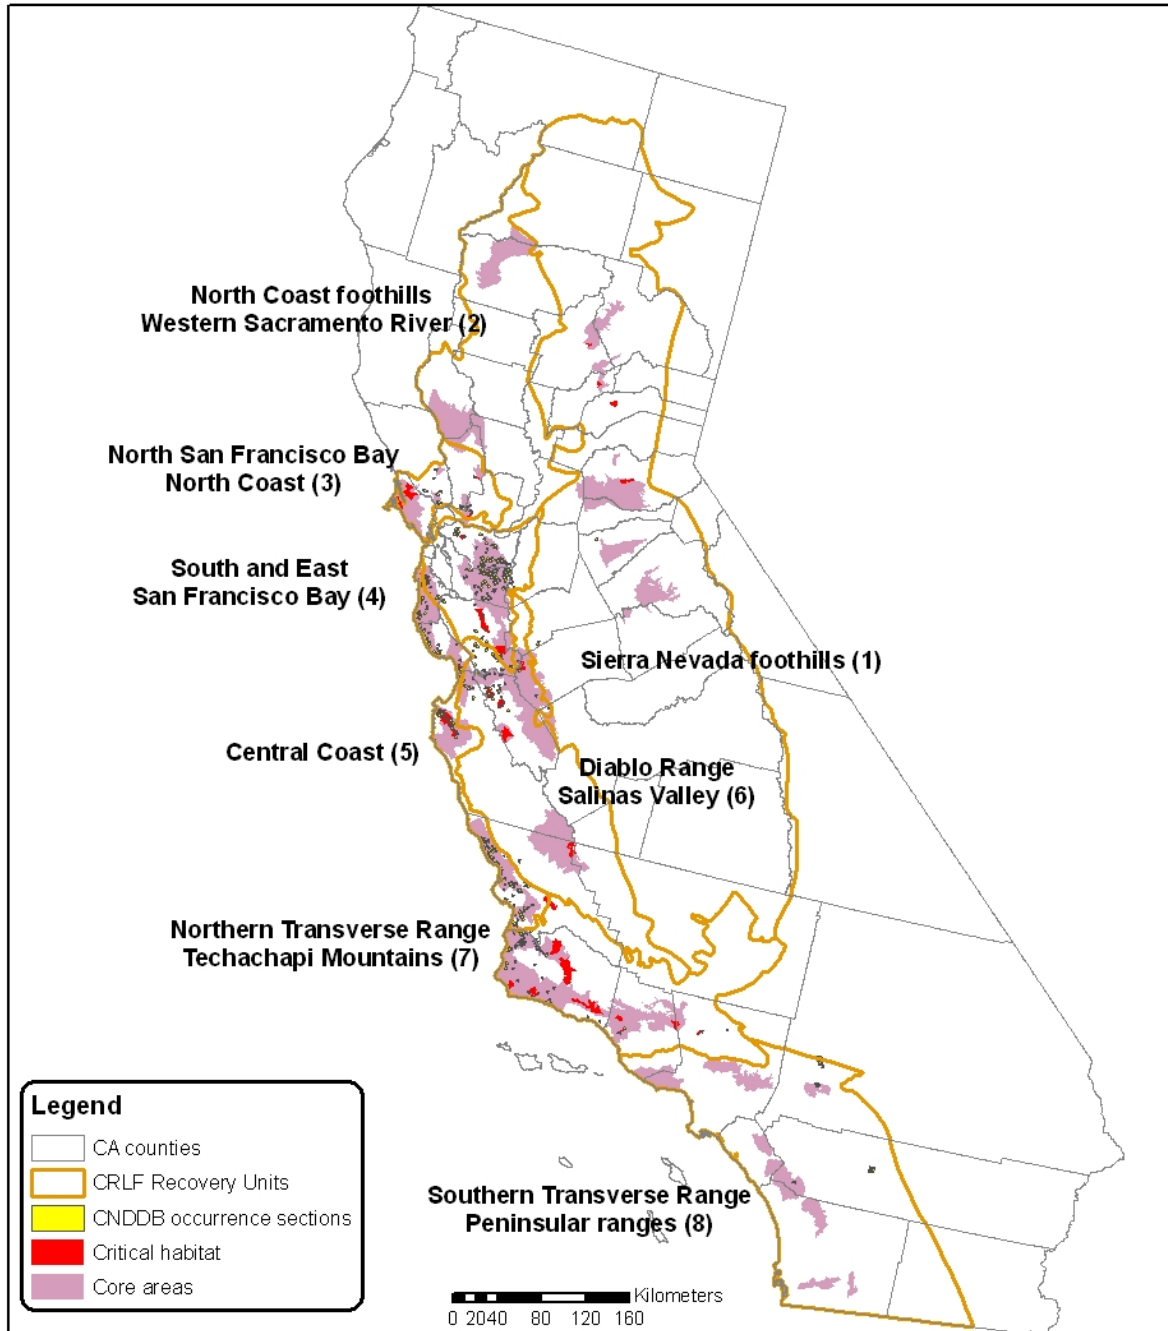 North Coast foothills
Western Sacramento River (2)
North San Francisco Bay
North Coast (3)
South and East
San Francisco Bay (4)
Sierra Nevada foothills (1)
Central Coast (5)
Diablo Range
Salinas Valley (6)
Northern Transverse Range
Techachapi Mountains (7)
Southern Transverse Range
Peninsular ranges (8)
Legend
CA counties
CRLF Recovery Units
CNDDB occurrence sections
Critical habitat
Core areas
Kilometers
0 20 40 80 120 160